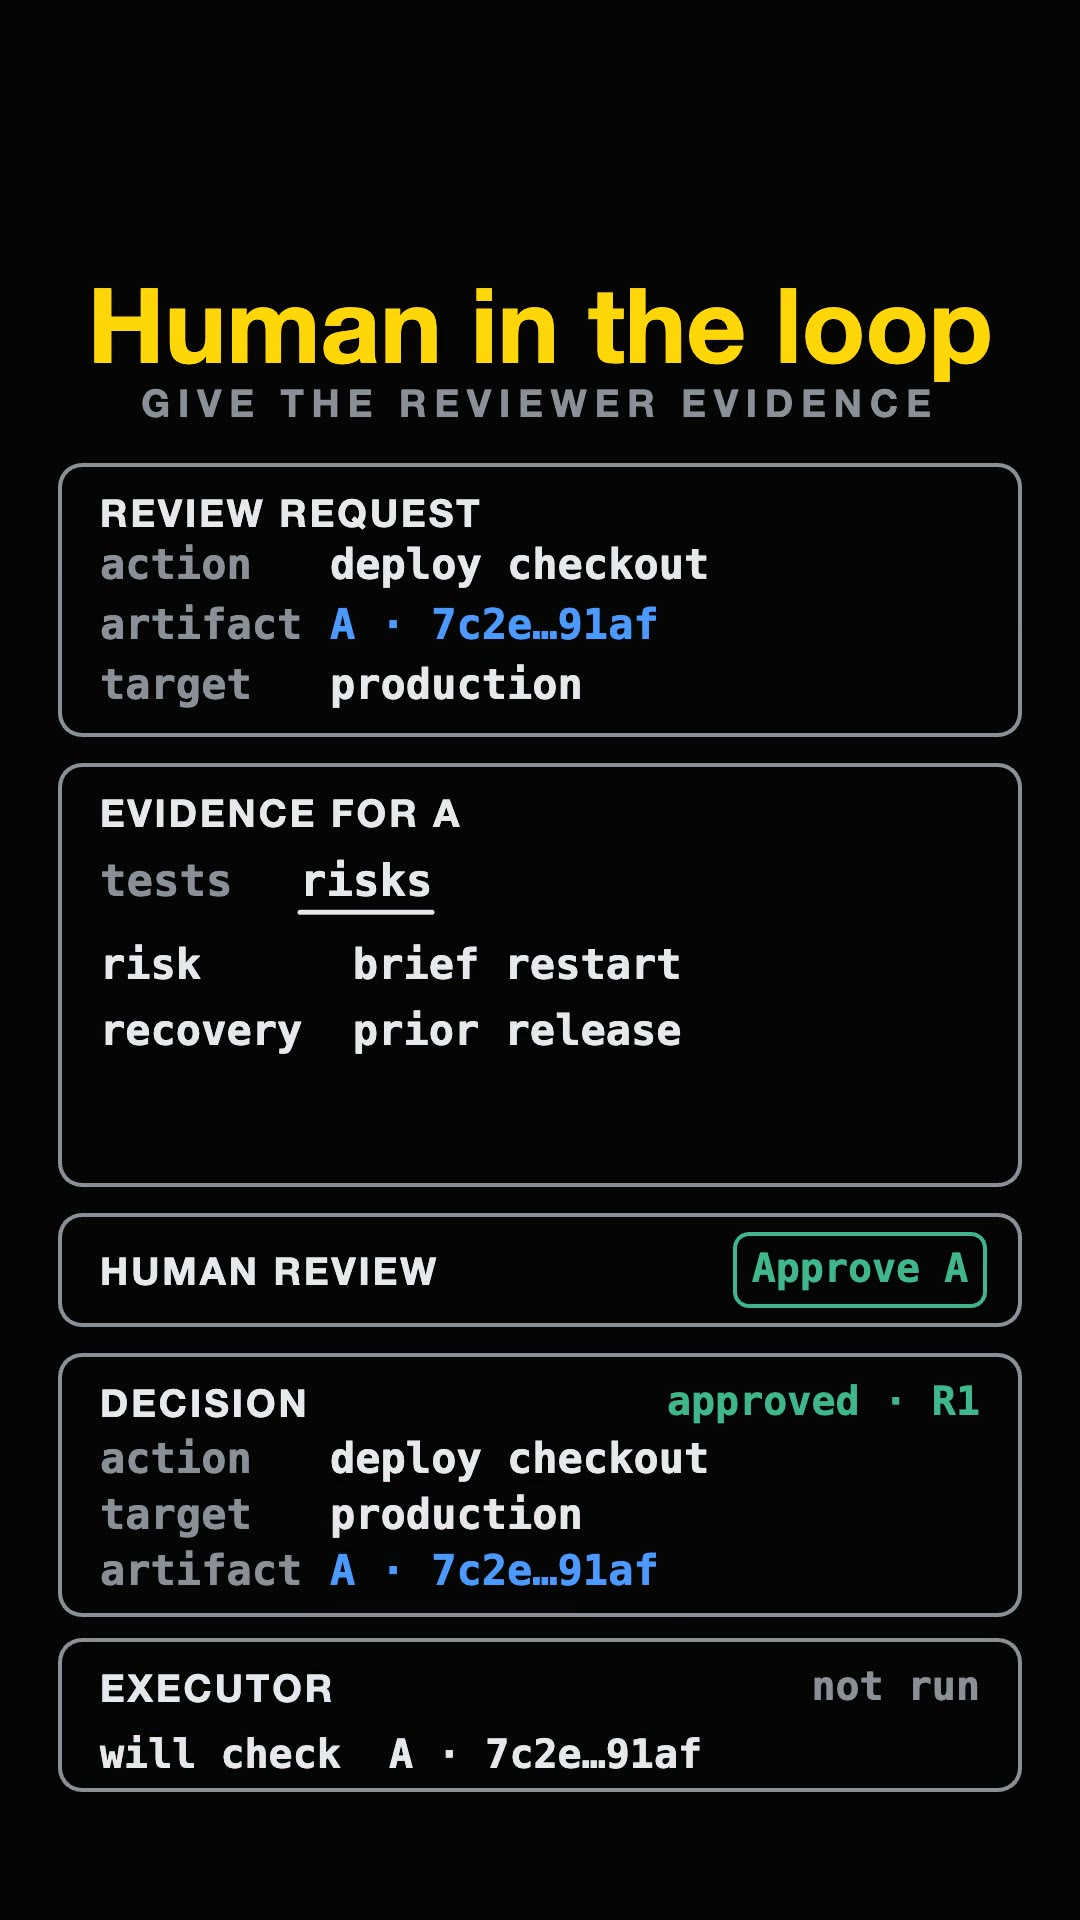 Human in the loop
GIVE THE REVIEWER EVIDENCE
REVIEW REQUEST
action deploy checkout
artifact A · 7c2e…91af
target production
EVIDENCE FOR A
tests risks
risk brief restart
recovery prior release
HUMAN REVIEW Approve A
DECISION approved · R1
action deploy checkout
target production
artifact A · 7c2e…91af
EXECUTOR not run
will check A · 7c2e…91af